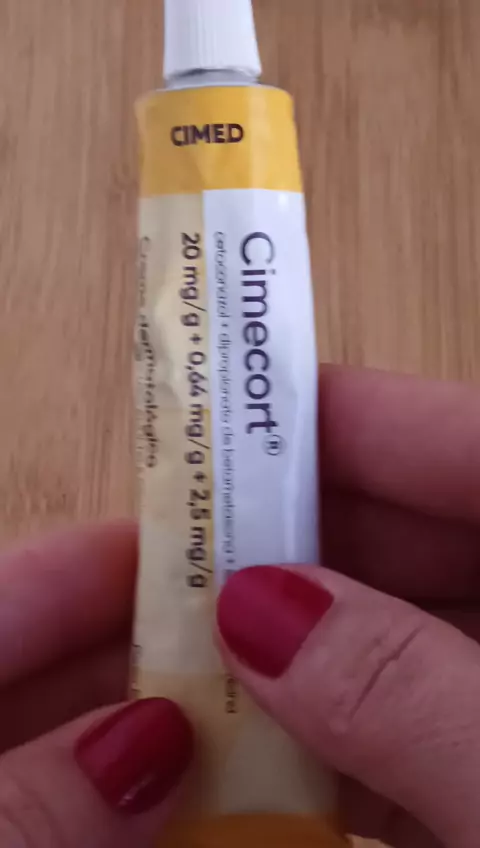 CIMED
Cimecort®
cetoconazol + dipropionato de betametasona +
20 mg/g + 0,64 mg/g + 2,5 mg/g
Creme dermatológico